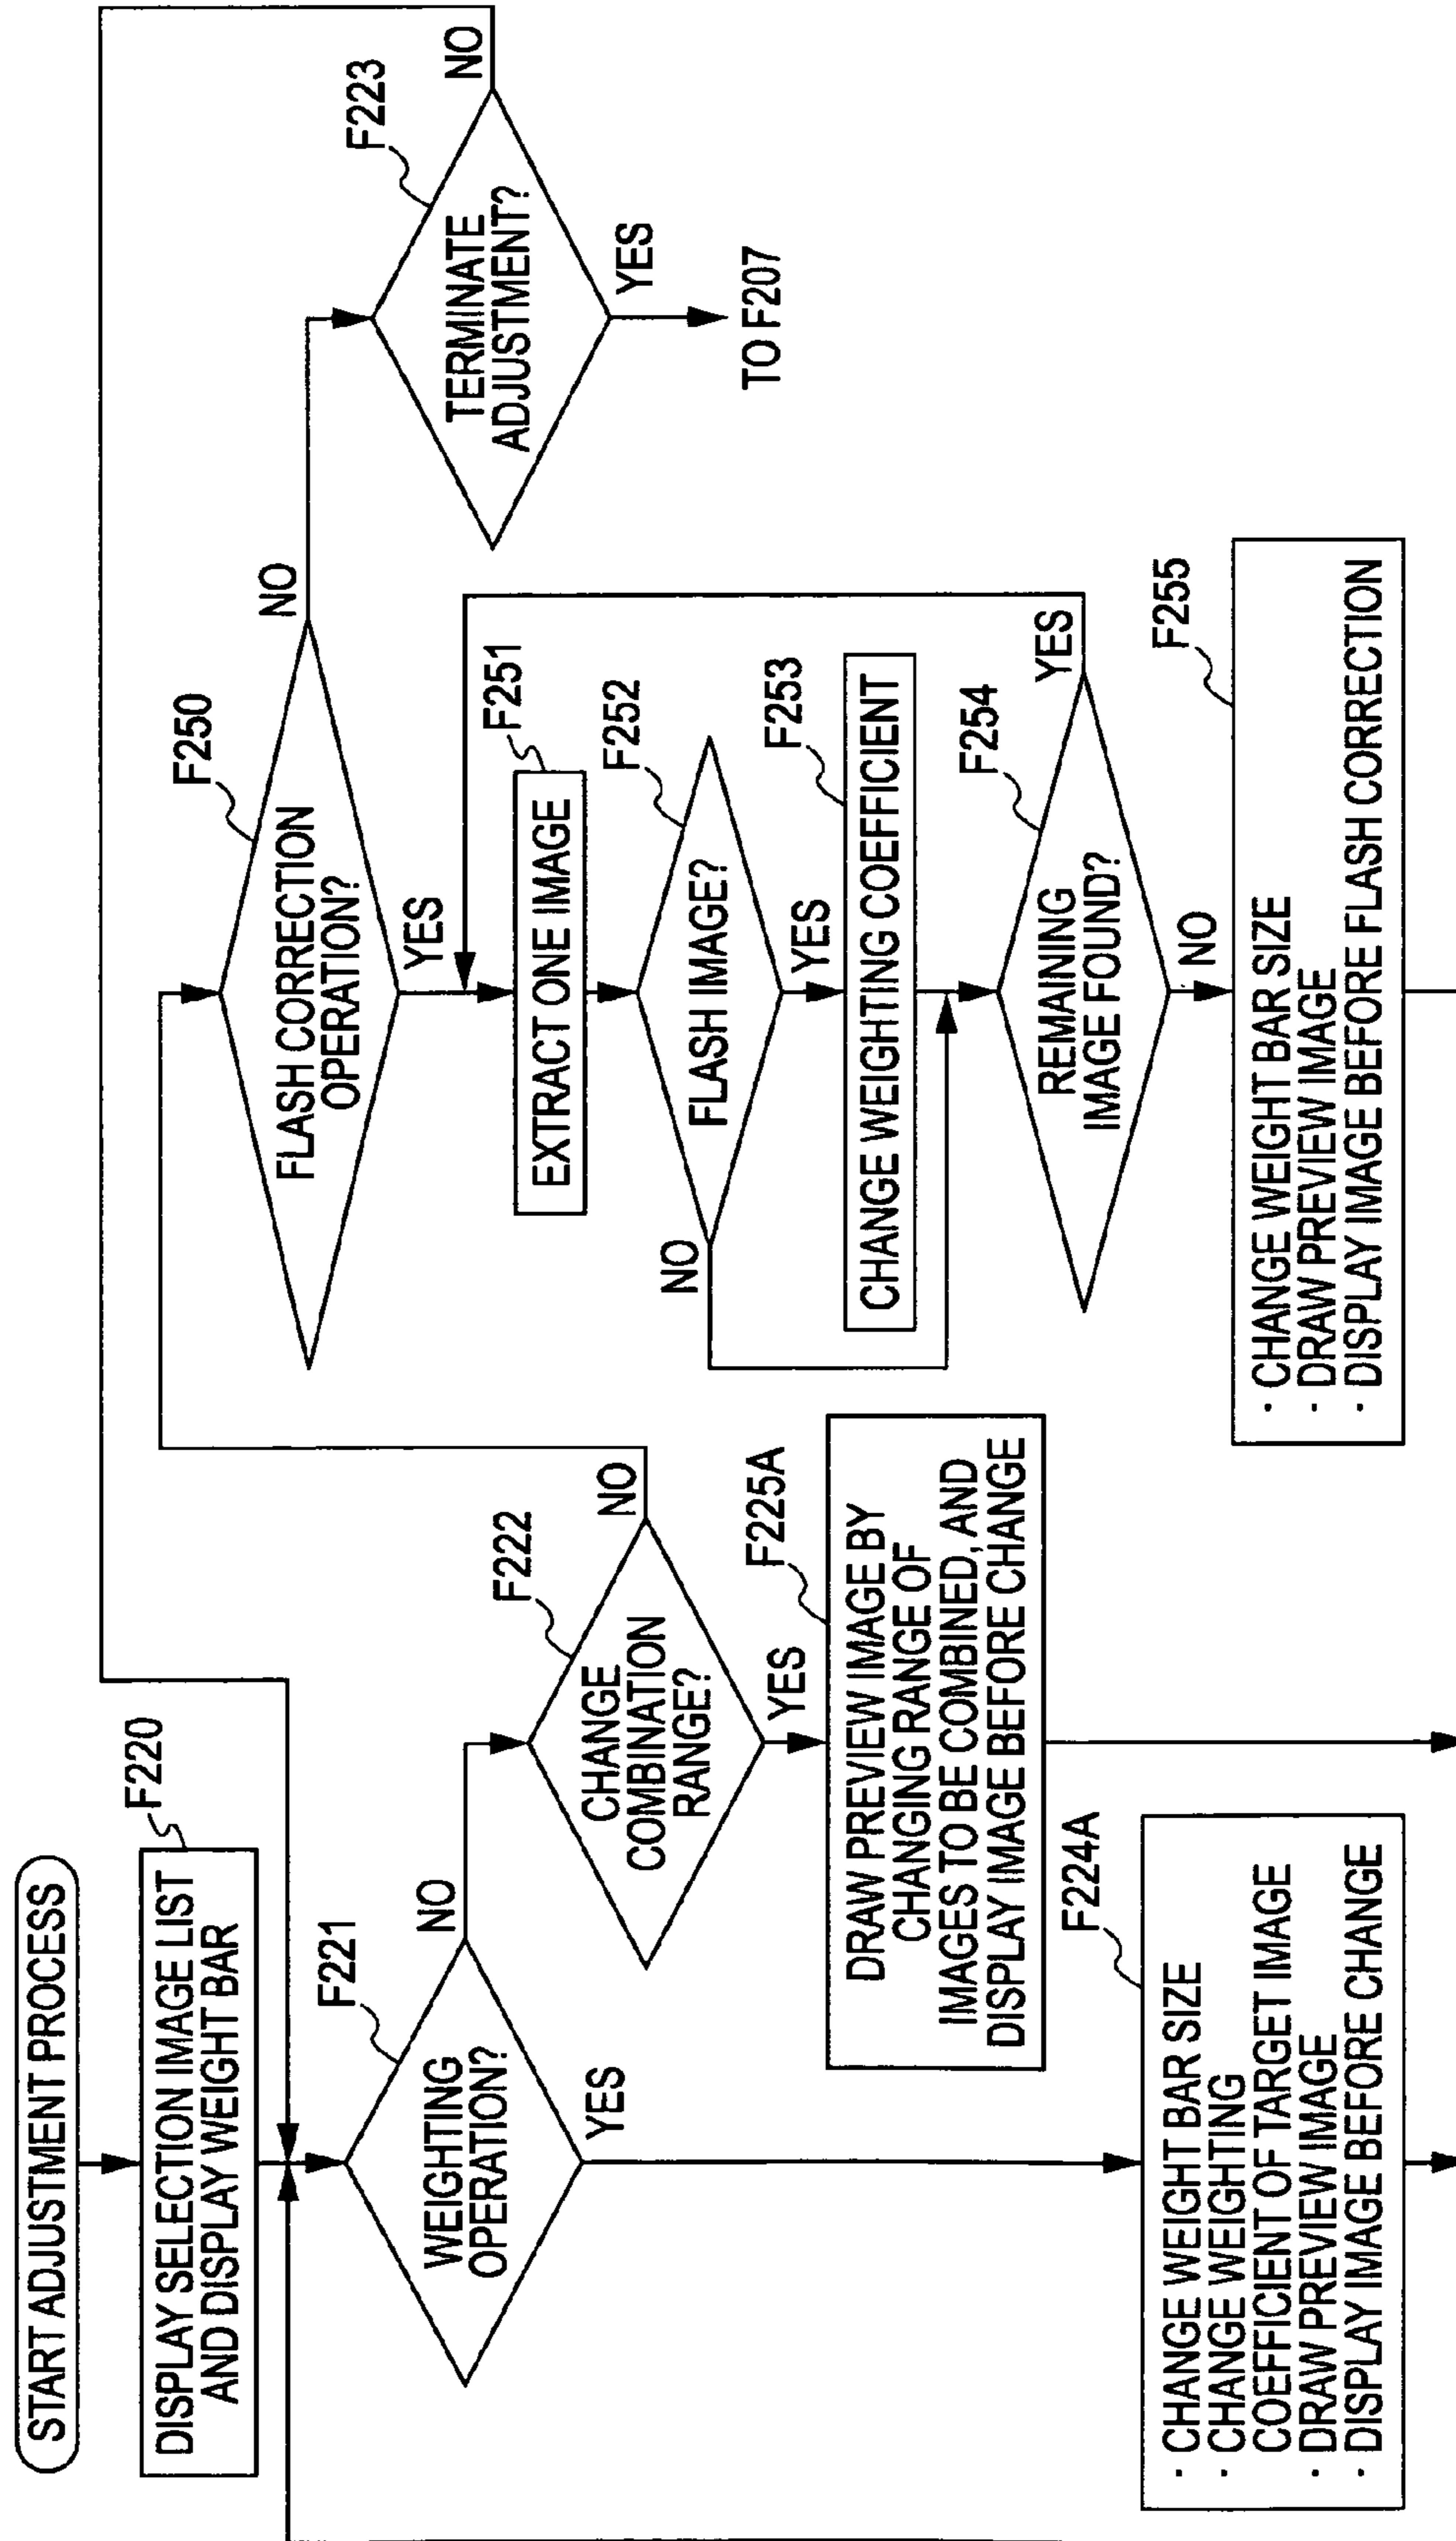 START ADJUSTMENT PROCESS
F220
DISPLAY SELECTION IMAGE LIST
AND DISPLAY WEIGHT BAR
F221
WEIGHTING
OPERATION?
NO
YES
F222
CHANGE
COMBINATION
RANGE?
NO
YES
F225A
DRAW PREVIEW IMAGE BY
CHANGING RANGE OF
IMAGES TO BE COMBINED, AND
DISPLAY IMAGE BEFORE CHANGE
F224A
· CHANGE WEIGHT BAR SIZE
· CHANGE WEIGHTING
COEFFICIENT OF TARGET IMAGE
· DRAW PREVIEW IMAGE
· DISPLAY IMAGE BEFORE CHANGE
F250
FLASH CORRECTION
OPERATION?
NO
YES
F251
EXTRACT ONE IMAGE
F252
FLASH IMAGE?
NO
YES
F253
CHANGE WEIGHTING COEFFICIENT
F254
REMAINING
IMAGE FOUND?
YES
NO
F255
· CHANGE WEIGHT BAR SIZE
· DRAW PREVIEW IMAGE
· DISPLAY IMAGE BEFORE FLASH CORRECTION
F223
TERMINATE
ADJUSTMENT?
NO
YES
TO F207